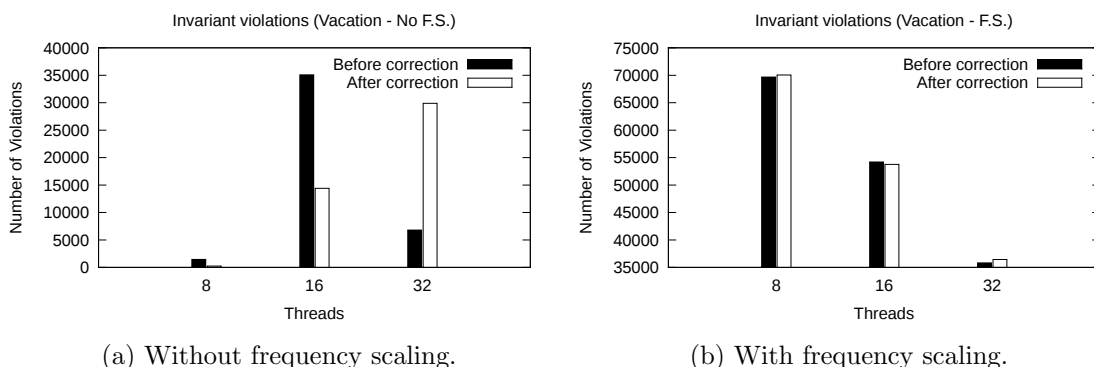 Invariant violations (Vacation - No F.S.)
Number of Violations
40000
35000
30000
25000
20000
15000
10000
5000
0
Before correction
After correction
8 16 32
Threads
(a) Without frequency scaling.
Invariant violations (Vacation - F.S.)
Number of Violations
75000
70000
65000
60000
55000
50000
45000
40000
35000
Before correction
After correction
8 16 32
Threads
(b) With frequency scaling.